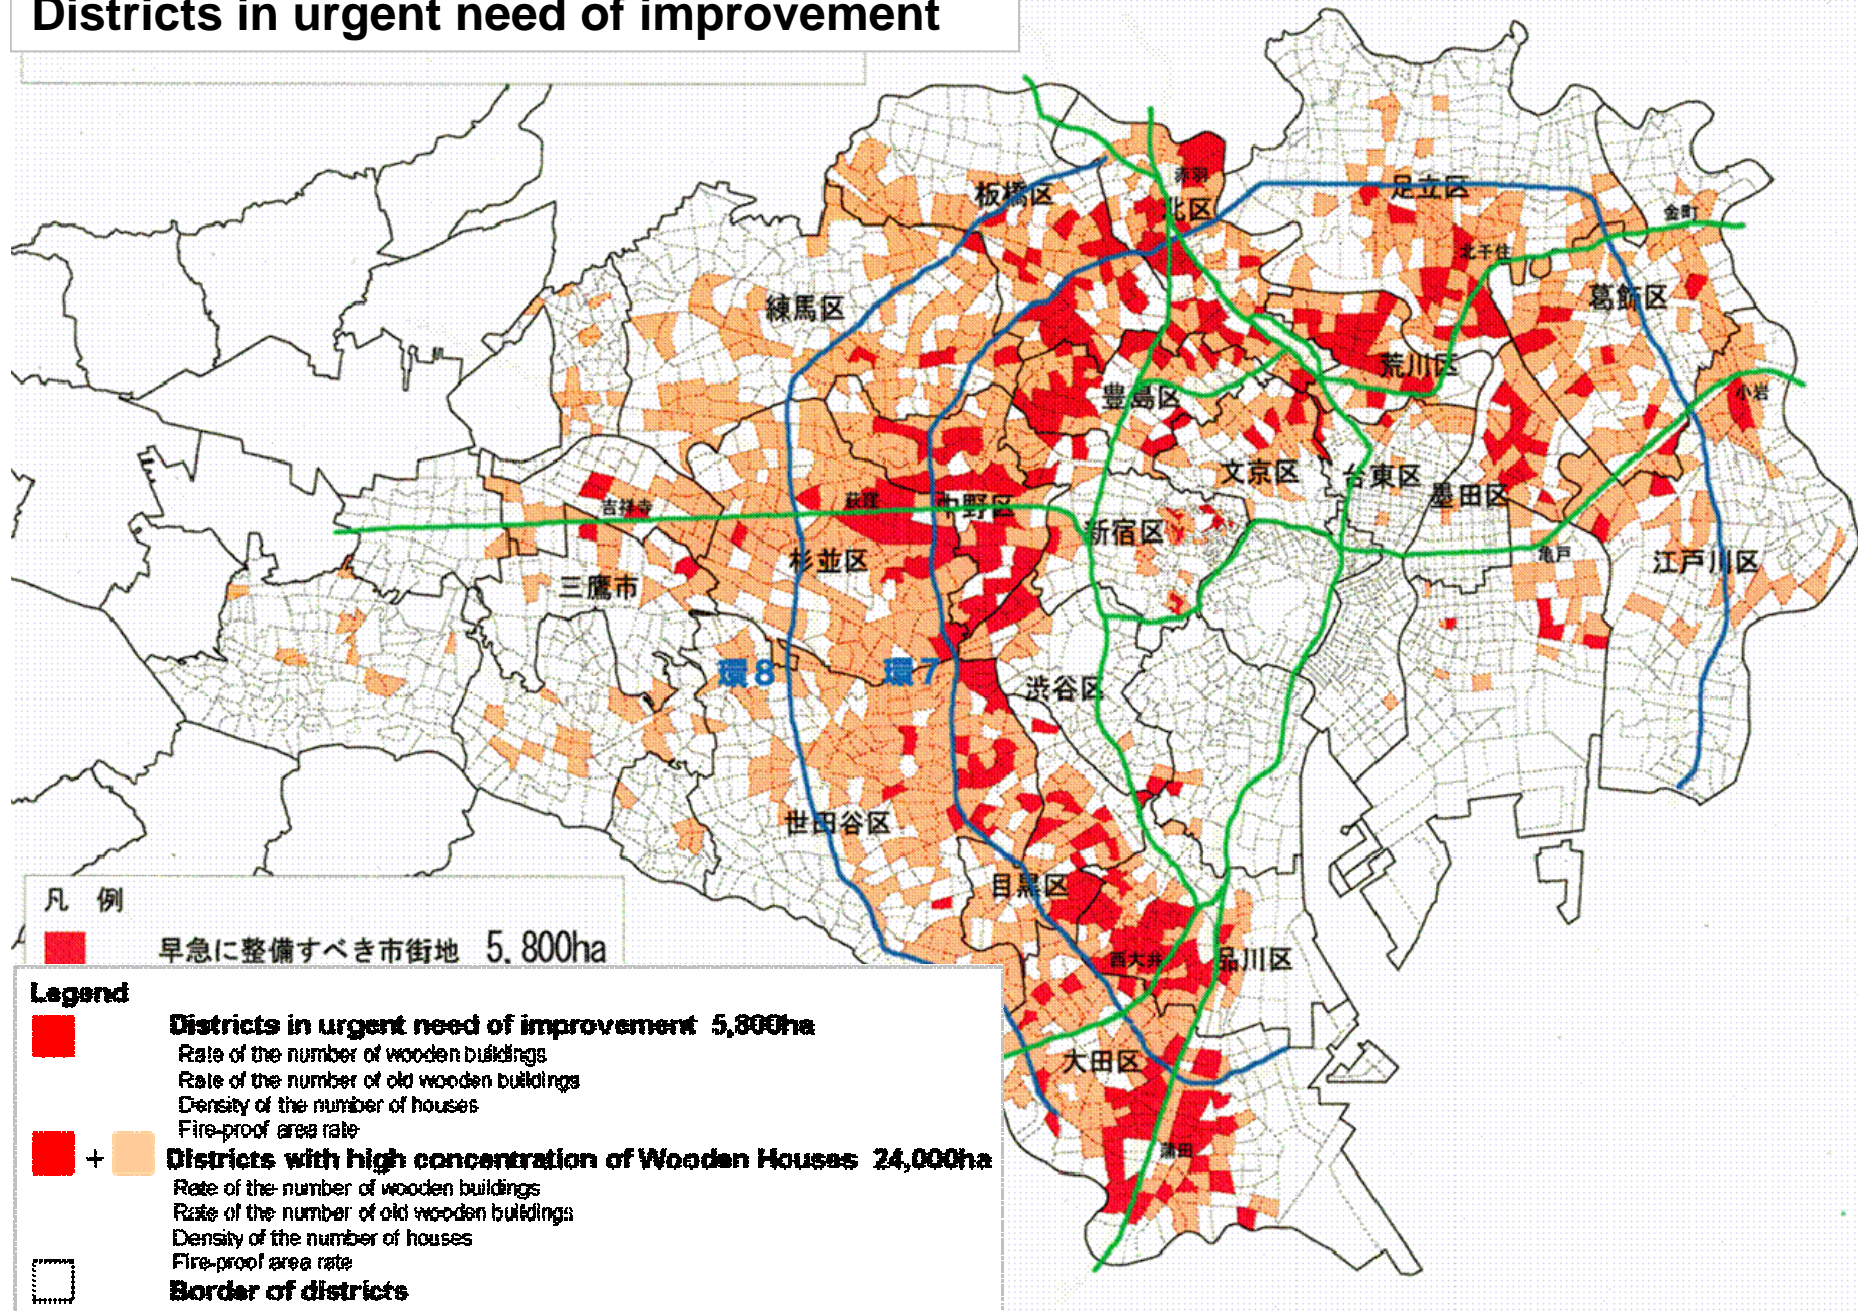 Districts in urgent need of improvement
赤羽
板橋区
北区
足立区
金町
北千住
練馬区
葛飾区
荒川区
豊島区
小岩
文京区
台東区
墨田区
吉祥寺
荻窪
中野区
新宿区
亀戸
杉並区
江戸川区
三鷹市
環8
環7
渋谷区
世田谷区
目黒区
西大井
品川区
大田区
蒲田
凡 例
早急に整備すべき市街地 5,800ha
Legend
Districts in urgent need of improvement 5,800ha
Rate of the number of wooden buildings
Rate of the number of old wooden buildings
Density of the number of houses
Fire-proof area rate
+ Districts with high concentration of Wooden Houses 24,000ha
Rate of the number of wooden buildings
Rate of the number of old wooden buildings
Density of the number of houses
Fire-proof area rate
Border of districts